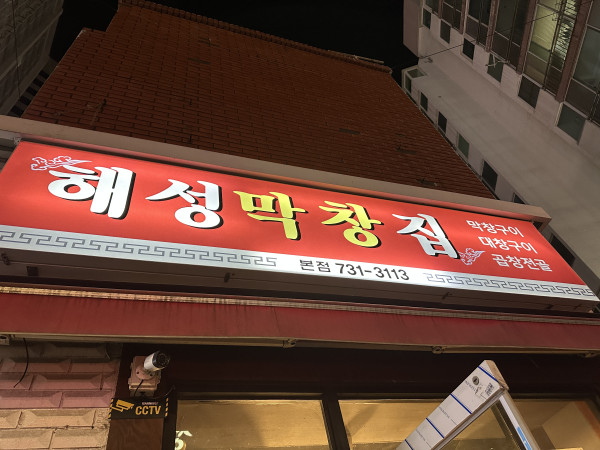 해성막창집
막창구이
대창구이
곱창전골
본점 731-3113
CCTV